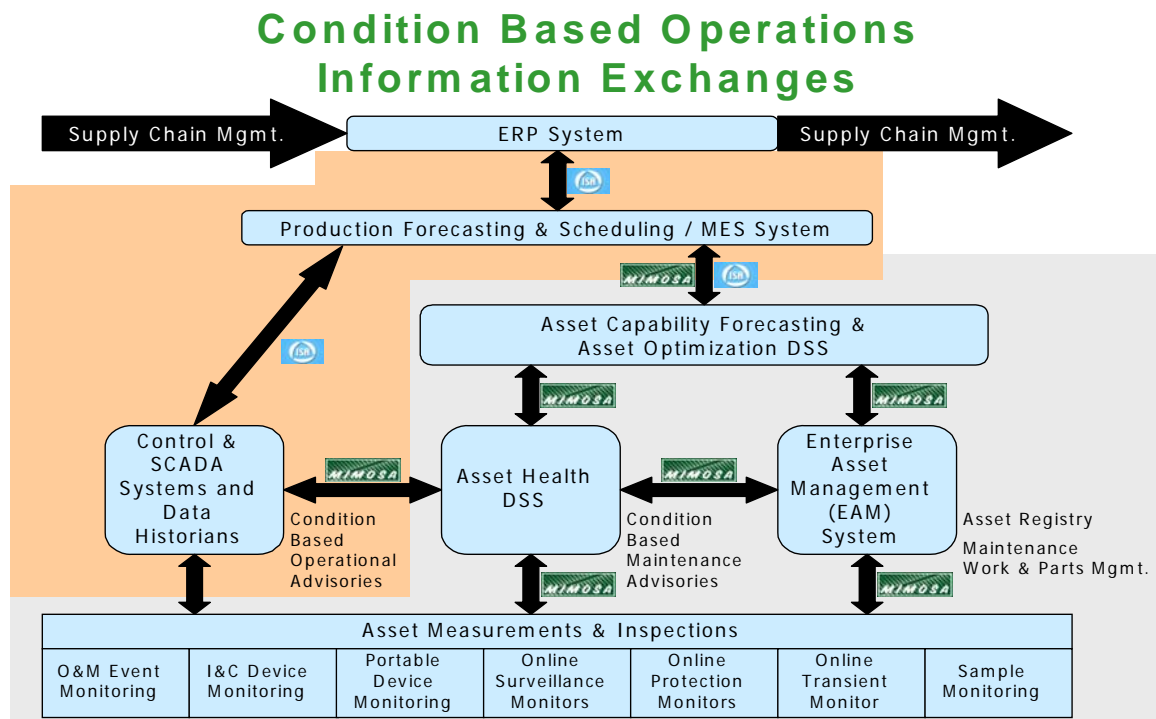 Condition Based Operations
Information Exchanges
Supply Chain Mgmt.
ERP System
Supply Chain Mgmt.
ISA
Production Forecasting & Scheduling / MES System
MIMOSA
ISA
Asset Capability Forecasting &
Asset Optimization DSS
ISA
MIMOSA
MIMOSA
Control &
SCADA
Systems and
Data
Historians
MIMOSA
Condition
Based
Operational
Advisories
Asset Health
DSS
MIMOSA
Condition
Based
Maintenance
Advisories
Enterprise
Asset
Management
(EAM)
System
Asset Registry
Maintenance
Work & Parts Mgmt.
MIMOSA
MIMOSA
Asset Measurements & Inspections
O&M Event
Monitoring
I&C Device
Monitoring
Portable
Device
Monitoring
Online
Surveillance
Monitors
Online
Protection
Monitors
Online
Transient
Monitor
Sample
Monitoring